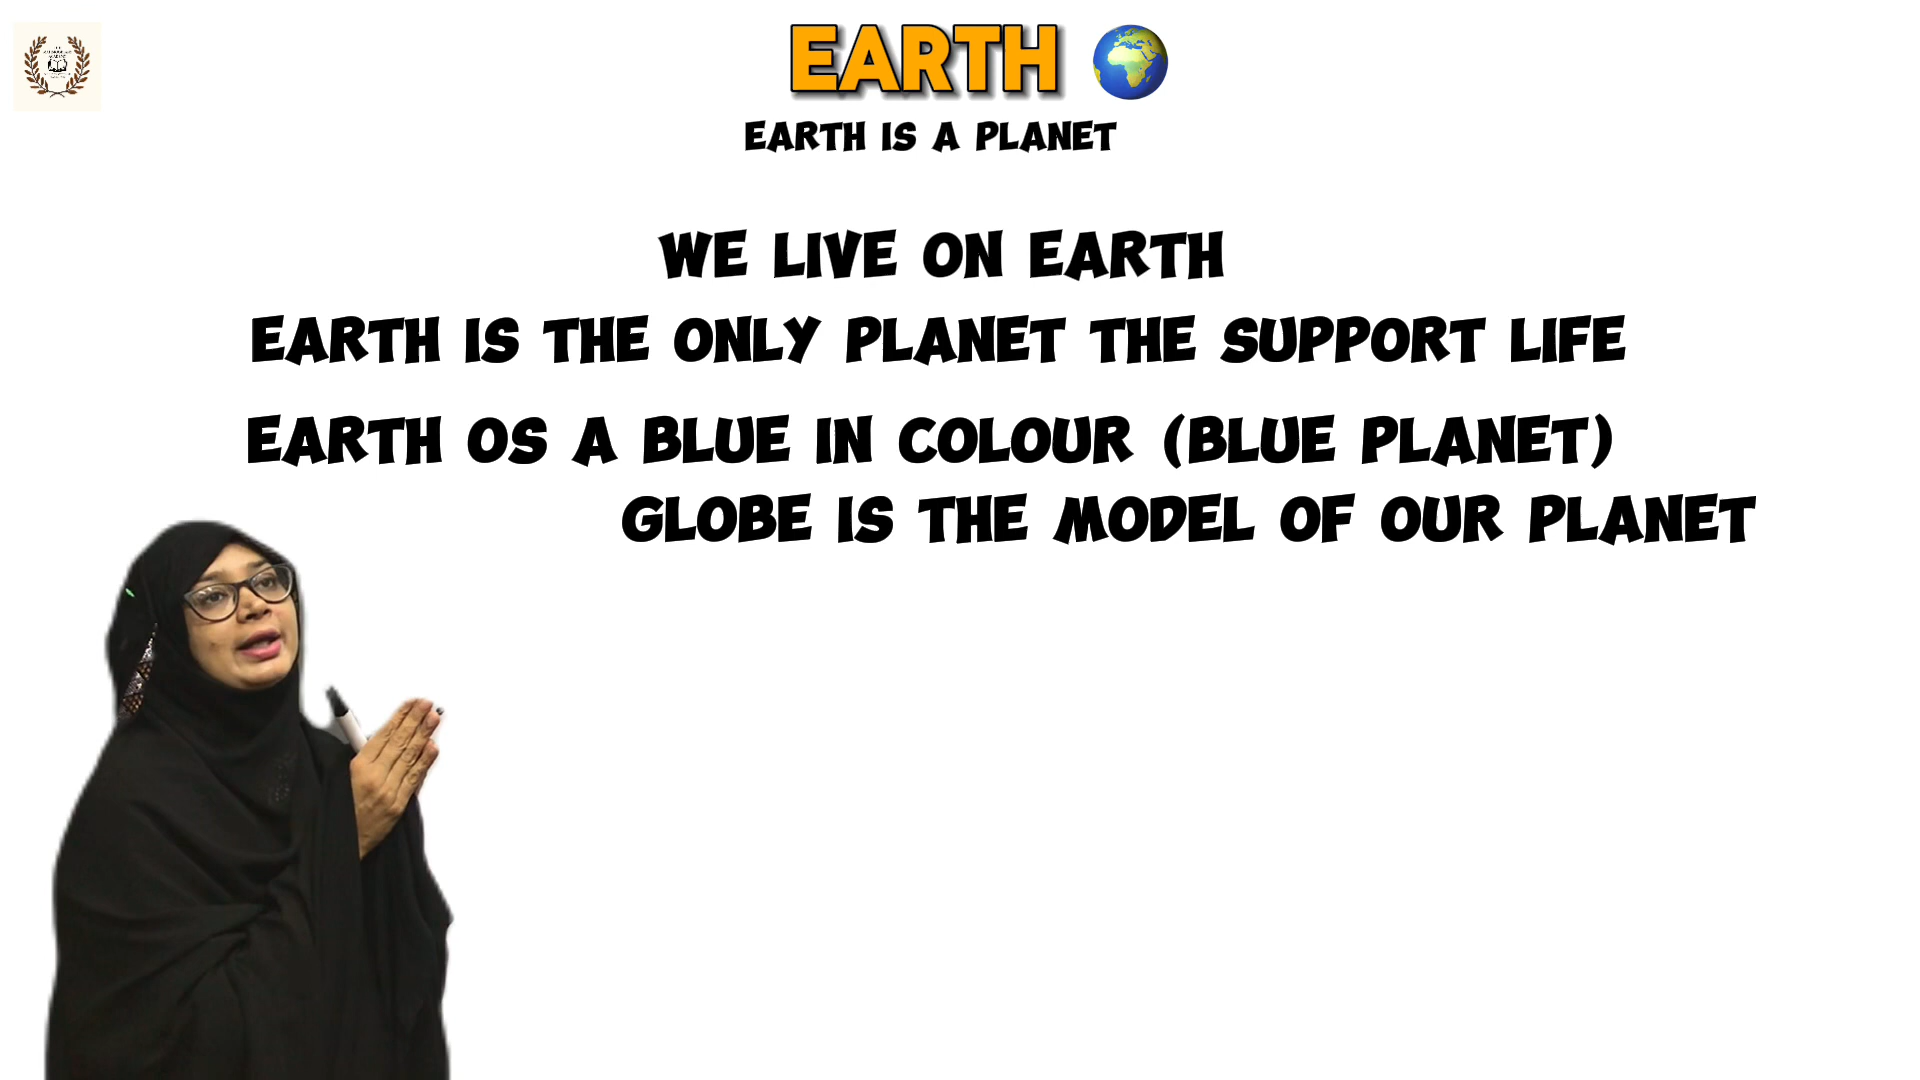 EARTH
EARTH IS A PLANET
WE LIVE ON EARTH
EARTH IS THE ONLY PLANET THE SUPPORT LIFE
EARTH OS A BLUE IN COLOUR (BLUE PLANET)
GLOBE IS THE MODEL OF OUR PLANET